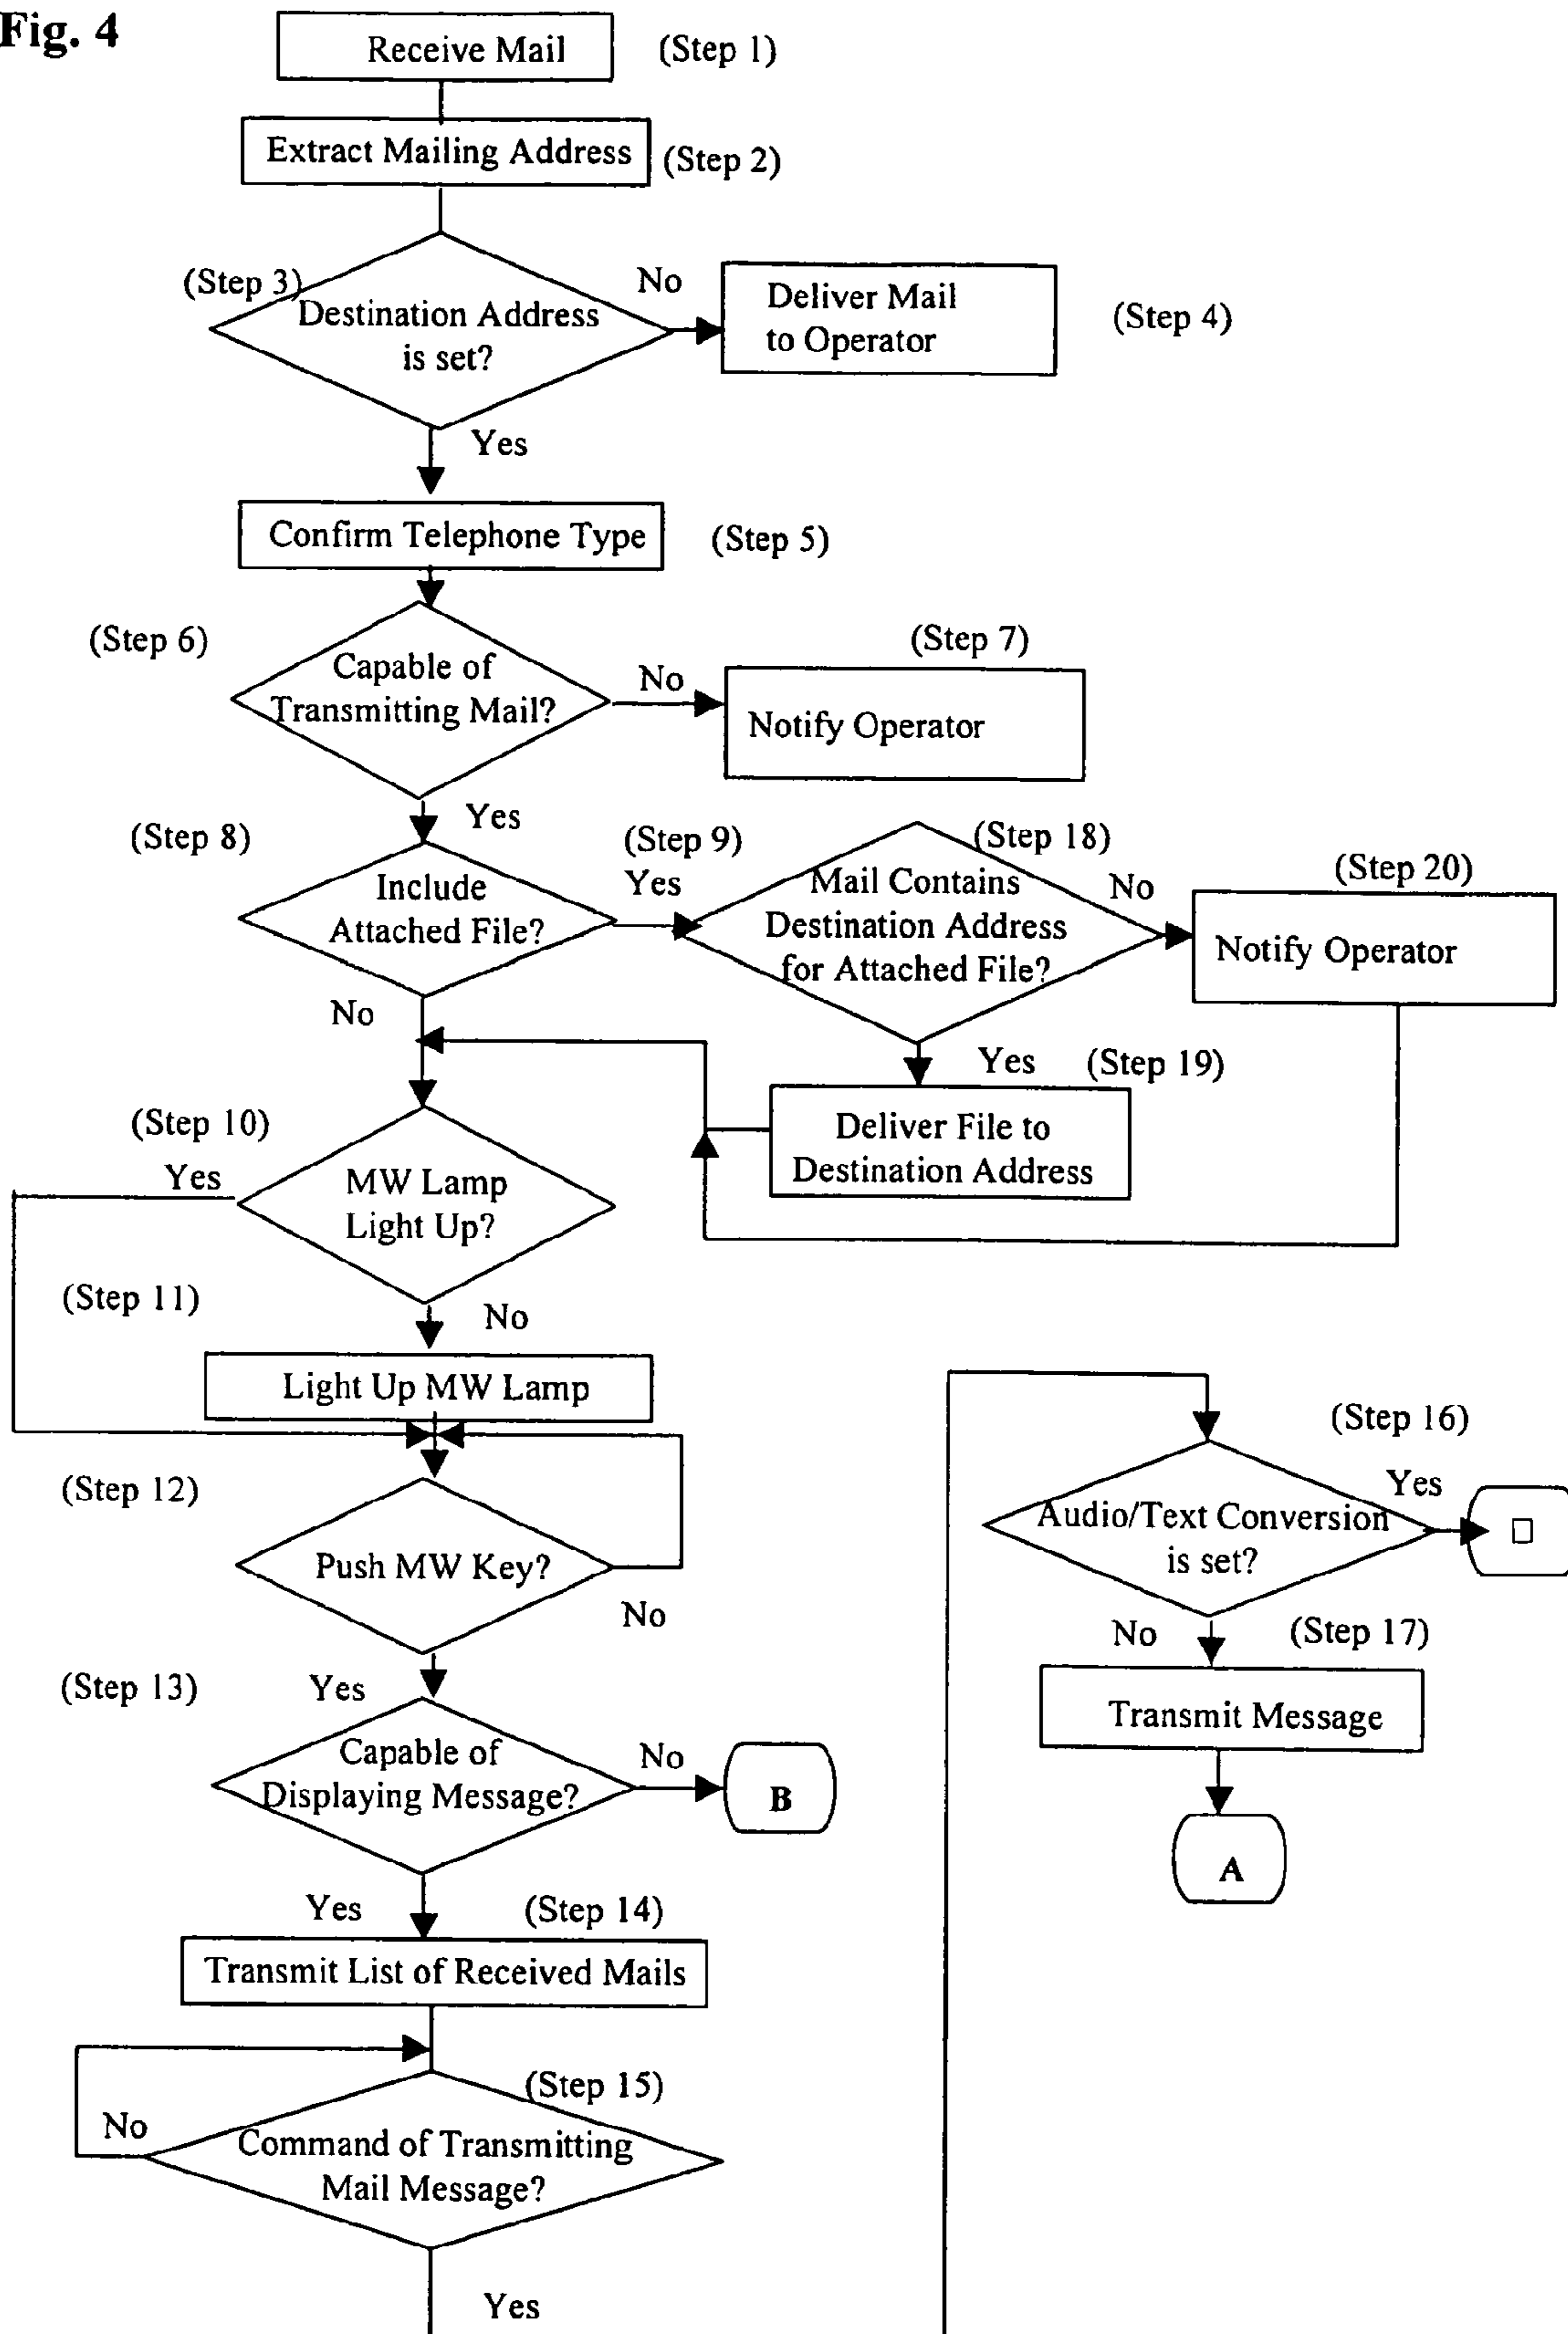 Fig. 4
Receive Mail
(Step 1)
Extract Mailing Address
(Step 2)
(Step 3)
Destination Address
is set?
No
Deliver Mail
to Operator
(Step 4)
Yes
Confirm Telephone Type
(Step 5)
(Step 6)
Capable of
Transmitting Mail?
No
(Step 7)
Notify Operator
Yes
(Step 8)
Include
Attached File?
(Step 9)
Yes
(Step 18)
Mail Contains
Destination Address
for Attached File?
No
(Step 20)
Notify Operator
No
Yes
(Step 19)
Deliver File to
Destination Address
(Step 10)
Yes
MW Lamp
Light Up?
(Step 11)
No
Light Up MW Lamp
(Step 12)
Push MW Key?
No
(Step 13)
Yes
Capable of
Displaying Message?
No
B
Yes
(Step 14)
Transmit List of Received Mails
(Step 15)
No
Command of Transmitting
Mail Message?
Yes
(Step 16)
Audio/Text Conversion
is set?
Yes
□
No
(Step 17)
Transmit Message
A